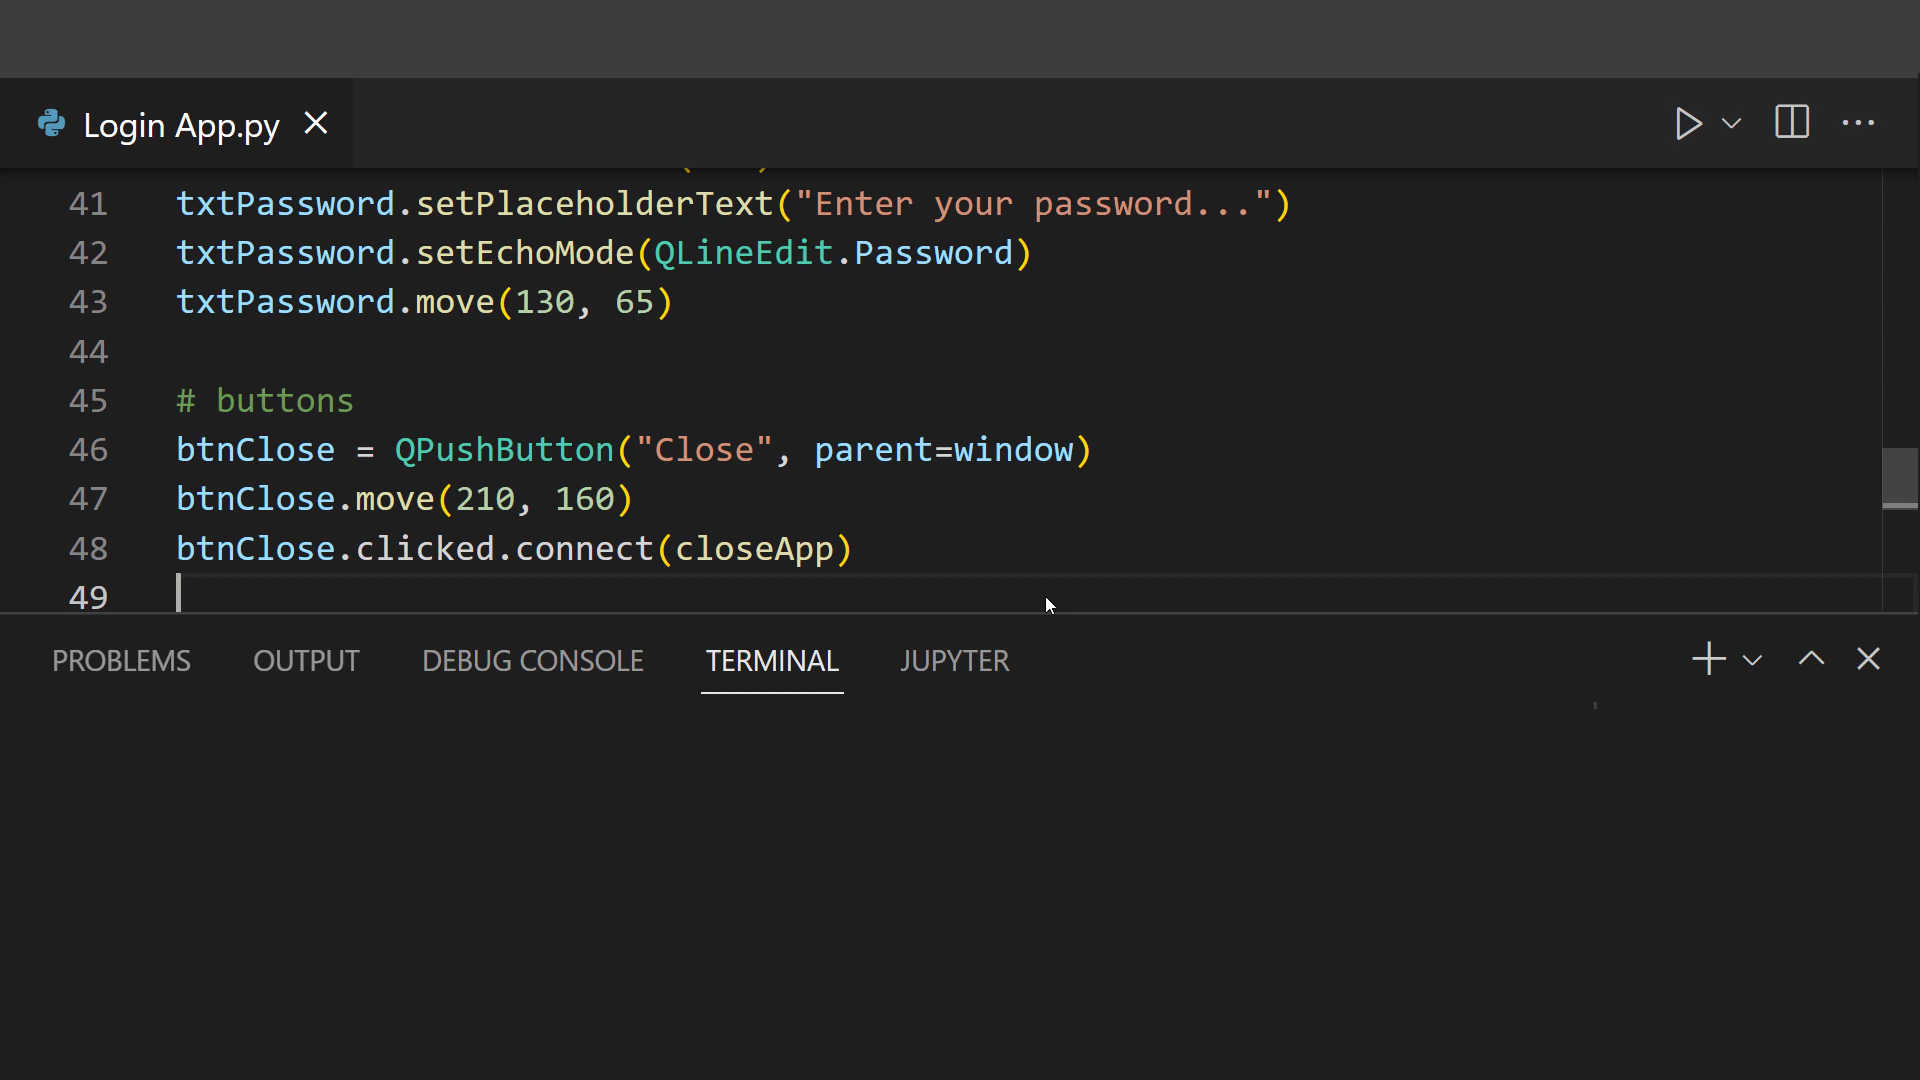 Login App.py
41 txtPassword.setPlaceholderText("Enter your password...")
42 txtPassword.setEchoMode(QLineEdit.Password)
43 txtPassword.move(130, 65)
44
45 # buttons
46 btnClose = QPushButton("Close", parent=window)
47 btnClose.move(210, 160)
48 btnClose.clicked.connect(closeApp)
49
PROBLEMS OUTPUT DEBUG CONSOLE TERMINAL JUPYTER